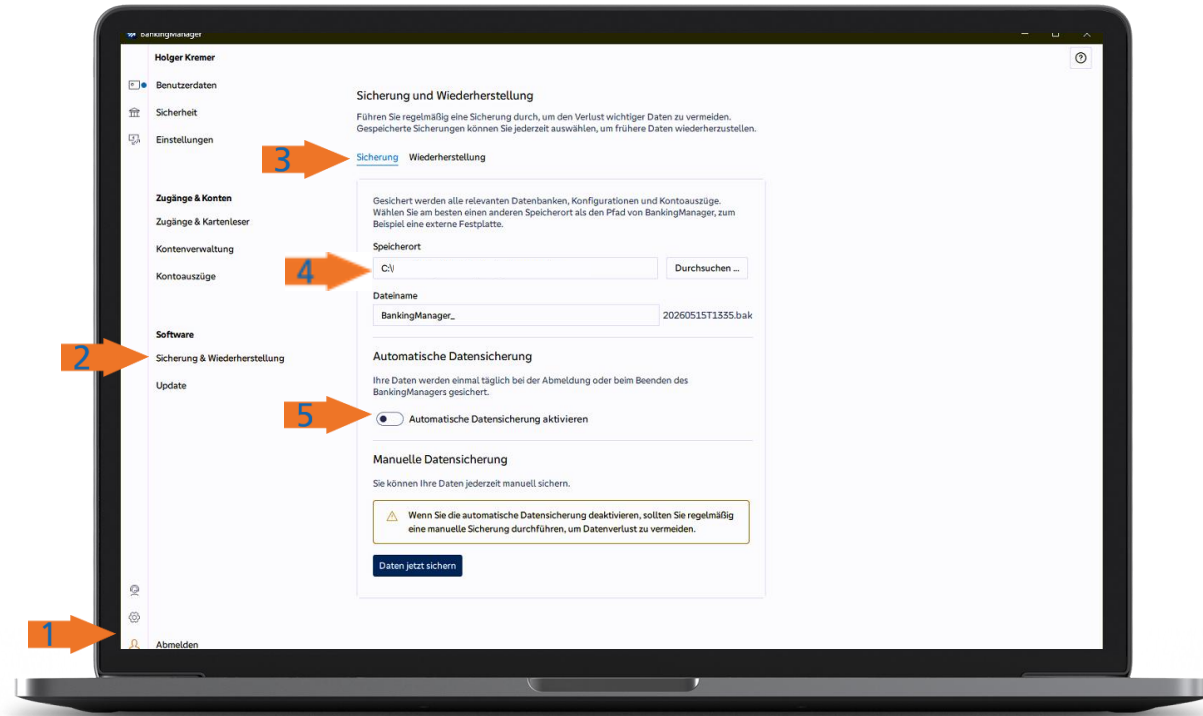 BankingManager
Holger Kremer
Benutzerdaten
Sicherheit
Einstellungen
Zugänge & Konten
Zugänge & Kartenleser
Kontenverwaltung
Kontoauszüge
Software
Sicherung & Wiederherstellung
Update
Abmelden
1
2
3
4
5
Sicherung und Wiederherstellung
Führen Sie regelmäßig eine Sicherung durch, um den Verlust wichtiger Daten zu vermeiden.
Gespeicherte Sicherungen können Sie jederzeit auswählen, um frühere Daten wiederherzustellen.
Sicherung Wiederherstellung
Gesichert werden alle relevanten Datenbanken, Konfigurationen und Kontoauszüge.
Wählen Sie am besten einen anderen Speicherort als den Pfad von BankingManager, zum
Beispiel eine externe Festplatte.
Speicherort
C:\ Durchsuchen ...
Dateiname
BankingManager_ 20260515T1335.bak
Automatische Datensicherung
Ihre Daten werden einmal täglich bei der Abmeldung oder beim Beenden des
BankingManagers gesichert.
Automatische Datensicherung aktivieren
Manuelle Datensicherung
Sie können Ihre Daten jederzeit manuell sichern.
Wenn Sie die automatische Datensicherung deaktivieren, sollten Sie regelmäßig
eine manuelle Sicherung durchführen, um Datenverlust zu vermeiden.
Daten jetzt sichern